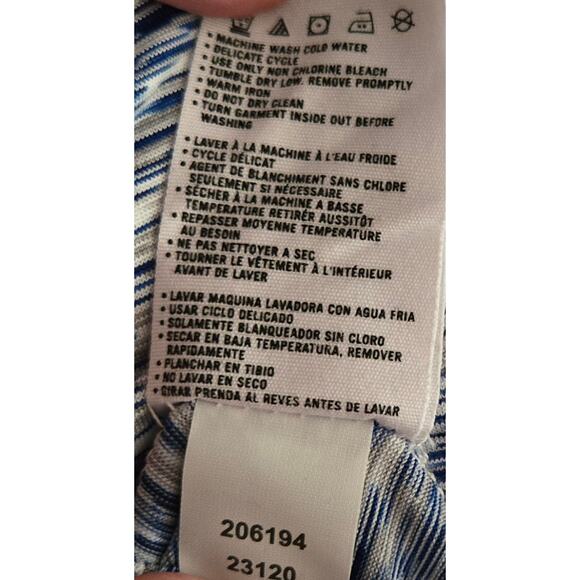 • MACHINE WASH COLD WATER
• DELICATE CYCLE
• USE ONLY NON CHLORINE BLEACH
• TUMBLE DRY LOW. REMOVE PROMPTLY
• WARM IRON
• DO NOT DRY CLEAN
• TURN GARMENT INSIDE OUT BEFORE
WASHING
• LAVER À LA MACHINE À L'EAU FROIDE
• CYCLE DÉLICAT
• AGENT DE BLANCHIMENT SANS CHLORE
SEULEMENT SI NÉCESSAIRE
• SÉCHER À LA MACHINE A BASSE
TEMPERATURE RETIRÉR AUSSITÔT
• REPASSER MOYENNE TEMPERATURE
AU BESOIN
• NE PAS NETTOYER A SEC
• TOURNER LE VÊTEMENT À L'INTÉRIEUR
AVANT DE LAVER
• LAVAR MAQUINA LAVADORA CON AGUA FRIA
• USAR CICLO DELICADO
• SOLAMENTE BLANQUEADOR SIN CLORO
• SECAR EN BAJA TEMPERATURA, REMOVER
RAPIDAMENTE
• PLANCHAR EN TIBIO
• NO LAVAR EN SECO
• GIRAR PRENDA AL REVES ANTES DE LAVAR
206194
23120